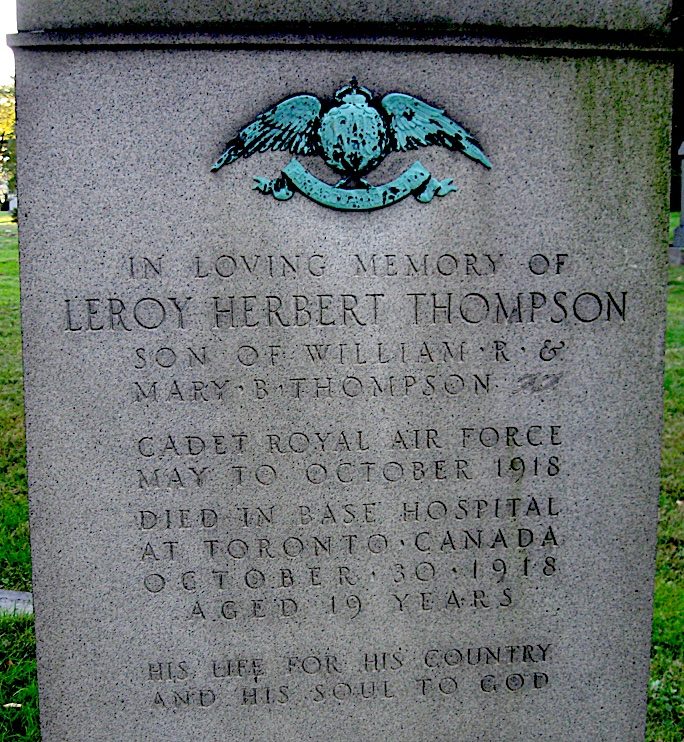 IN LOVING MEMORY OF
LEROY HERBERT THOMPSON
SON OF WILLIAM · R · &
MARY · B · THOMPSON
CADET ROYAL AIR FORCE
MAY TO OCTOBER 1918
DIED IN BASE HOSPITAL
AT TORONTO · CANADA
OCTOBER · 30 · 1918
AGED 19 YEARS
HIS LIFE FOR HIS COUNTRY
AND HIS SOUL TO GOD